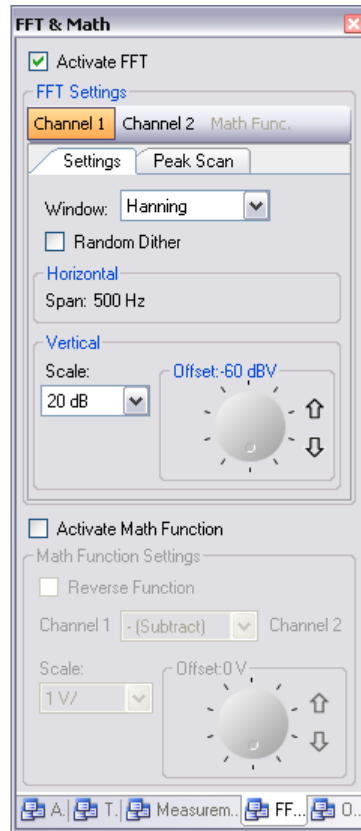 FFT & Math
Activate FFT
FFT Settings
Channel 1 Channel 2 Math Func.
Settings Peak Scan
Window: Hanning
Random Dither
Horizontal
Span: 500 Hz
Vertical
Scale: Offset:-60 dBV
20 dB
Activate Math Function
Math Function Settings
Reverse Function
Channel 1 - (Subtract) Channel 2
Scale: Offset:0 V
1 V/
A.. T.. Measurem.. FF... O..